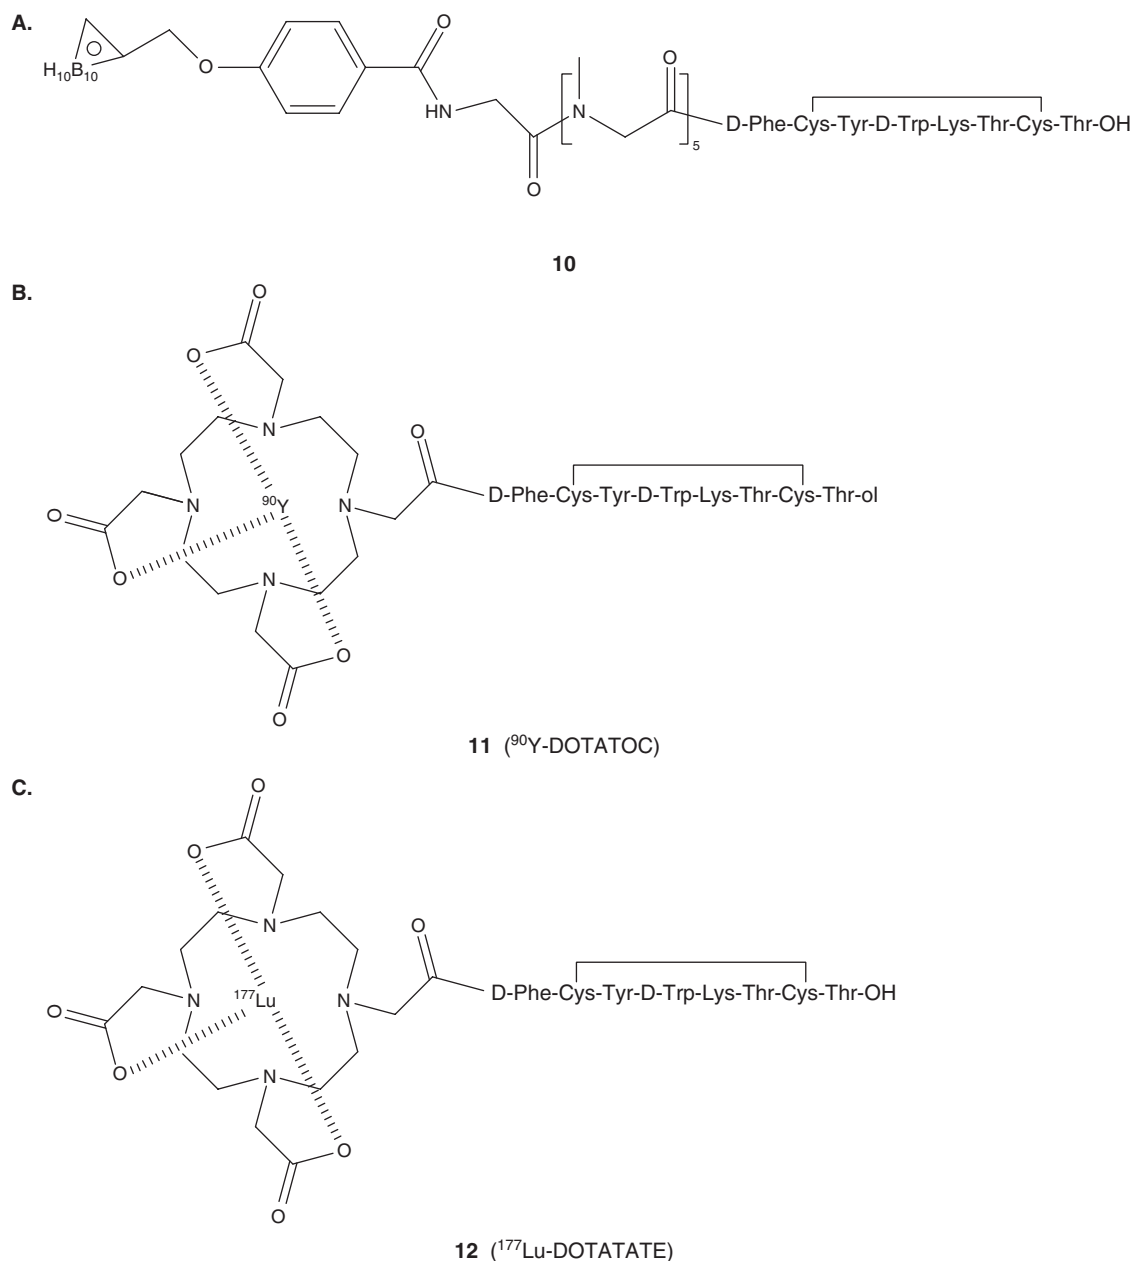 A.
O
H10B10
O
HN
O
N
O
5
D-Phe-Cys-Tyr-D-Trp-Lys-Thr-Cys-Thr-OH
10
B.
O
O
N
O
N
90Y
N
D-Phe-Cys-Tyr-D-Trp-Lys-Thr-Cys-Thr-ol
O
O
N
O
O
11 (90Y-DOTATOC)
C.
O
O
N
O
N
177Lu
N
D-Phe-Cys-Tyr-D-Trp-Lys-Thr-Cys-Thr-OH
O
O
N
O
O
12 (177Lu-DOTATATE)